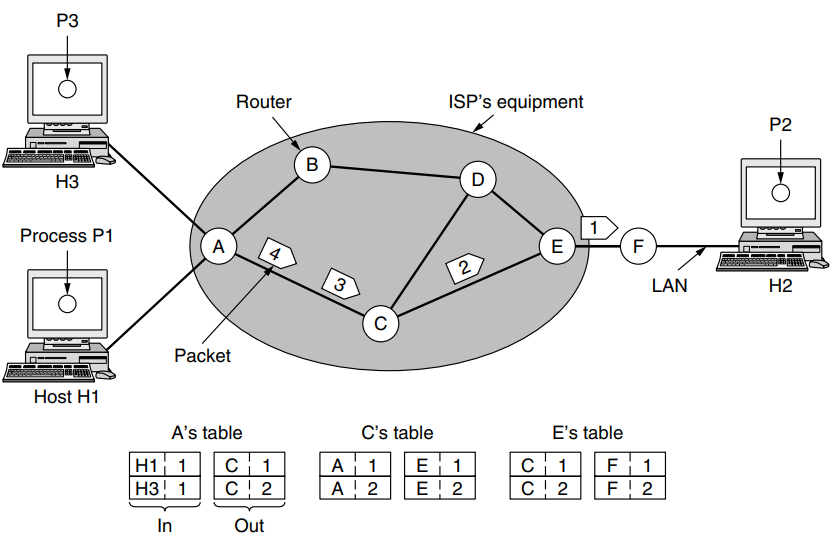 P3
Router
ISP's equipment
P2
B
D
H3
Process P1
A
4
3
2
E
1
F
LAN
H2
C
Packet
Host H1
A's table
C's table
E's table
H1 1 C 1 A 1 E 1 C 1 F 1
H3 1 C 2 A 2 E 2 C 2 F 2
In Out